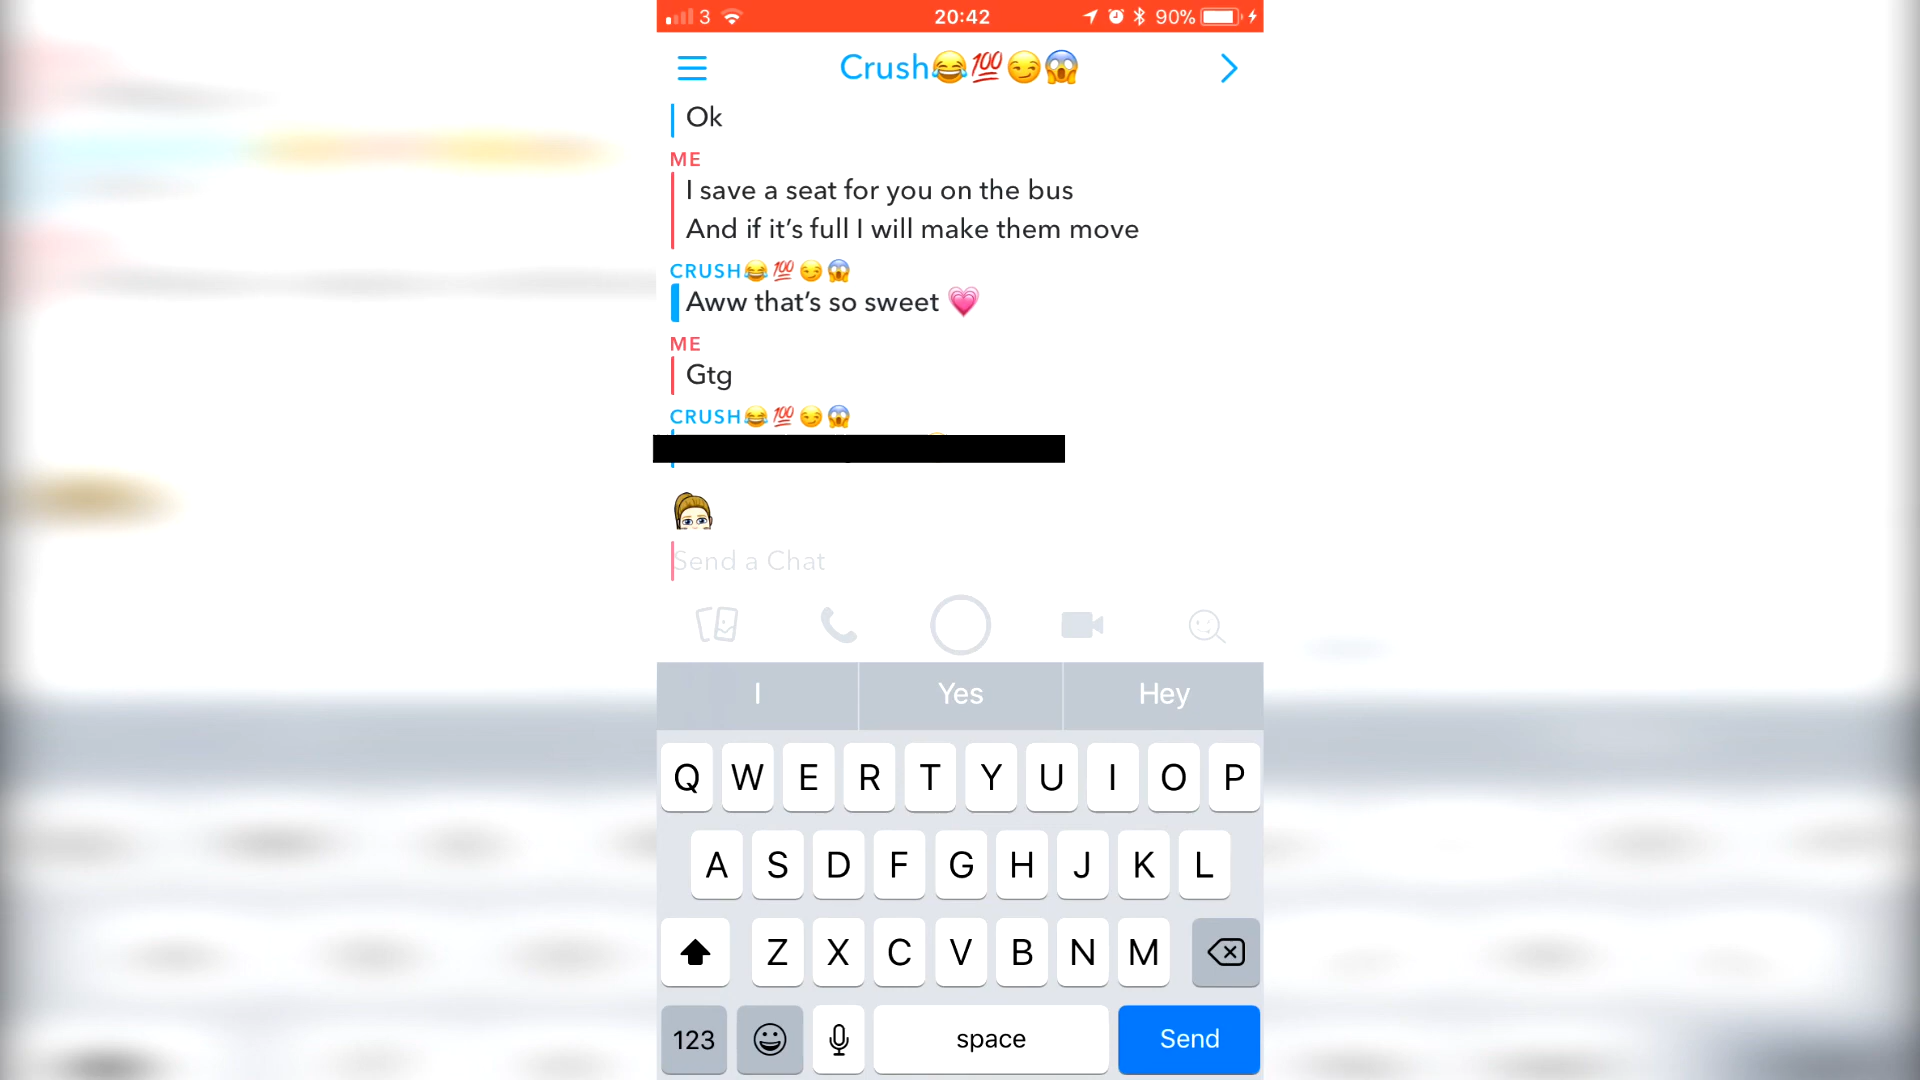 3 20:42 90%
Crush😂💯😏😱
Ok
ME
I save a seat for you on the bus
And if it’s full I will make them move
CRUSH😂💯😏😱
Aww that’s so sweet 💗
ME
Gtg
CRUSH😂💯😏😱
Send a Chat
I Yes Hey
Q W E R T Y U I O P
A S D F G H J K L
Z X C V B N M
123 space Send